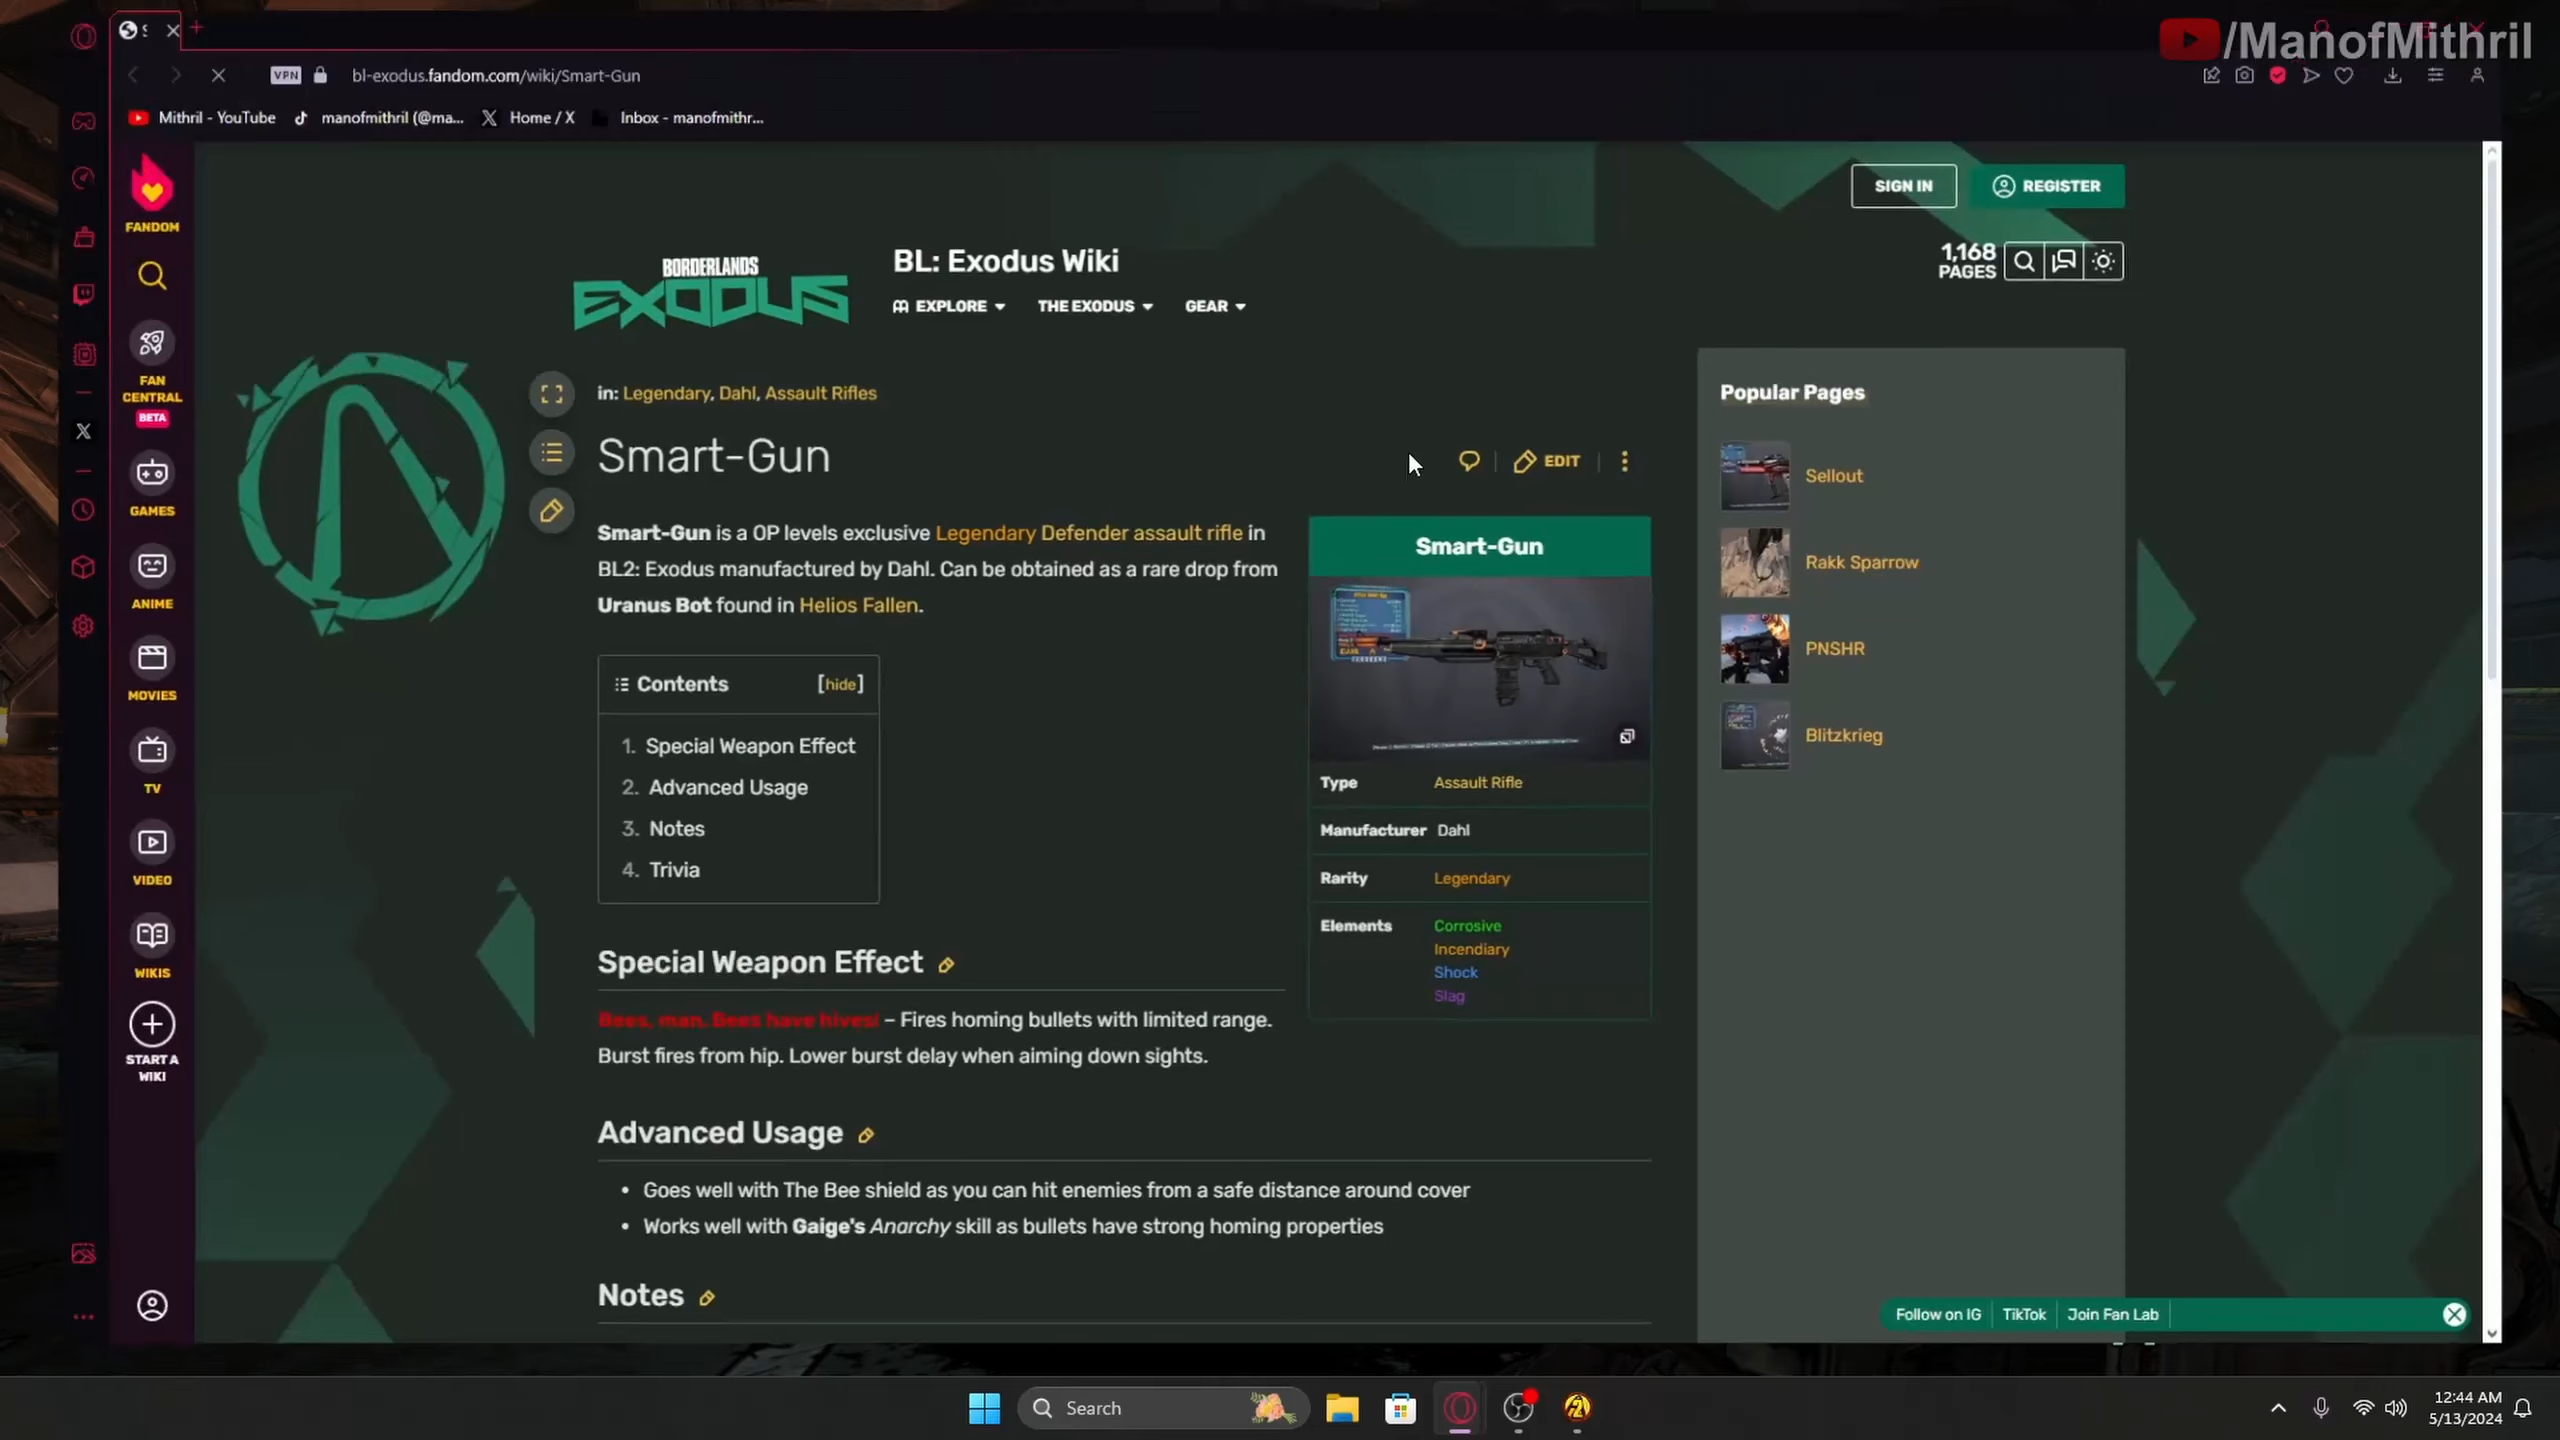 /ManofMithril
S
VPN
bl-exodus.fandom.com/wiki/Smart-Gun
Mithril - YouTube
manofmithril (@ma...
Home / X
Inbox - manofmithr...
FANDOM
FAN
CENTRAL
BETA
GAMES
ANIME
MOVIES
TV
VIDEO
WIKIS
START A
WIKI
SIGN IN
REGISTER
BORDERLANDS
EXODUS
BL: Exodus Wiki
1,168
PAGES
EXPLORE
THE EXODUS
GEAR
in: Legendary, Dahl, Assault Rifles
Smart-Gun
EDIT
Smart-Gun is a OP levels exclusive Legendary Defender assault rifle in
BL2: Exodus manufactured by Dahl. Can be obtained as a rare drop from
Uranus Bot found in Helios Fallen.
Contents [hide]
1. Special Weapon Effect
2. Advanced Usage
3. Notes
4. Trivia
Smart-Gun
Type Assault Rifle
Manufacturer Dahl
Rarity Legendary
Elements Corrosive
Incendiary
Shock
Slag
Special Weapon Effect
Bees, man. Bees have hives! – Fires homing bullets with limited range.
Burst fires from hip. Lower burst delay when aiming down sights.
Advanced Usage
• Goes well with The Bee shield as you can hit enemies from a safe distance around cover
• Works well with Gaige's Anarchy skill as bullets have strong homing properties
Notes
Popular Pages
Sellout
Rakk Sparrow
PNSHR
Blitzkrieg
Follow on IG
TikTok
Join Fan Lab
Search
12:44 AM
5/13/2024